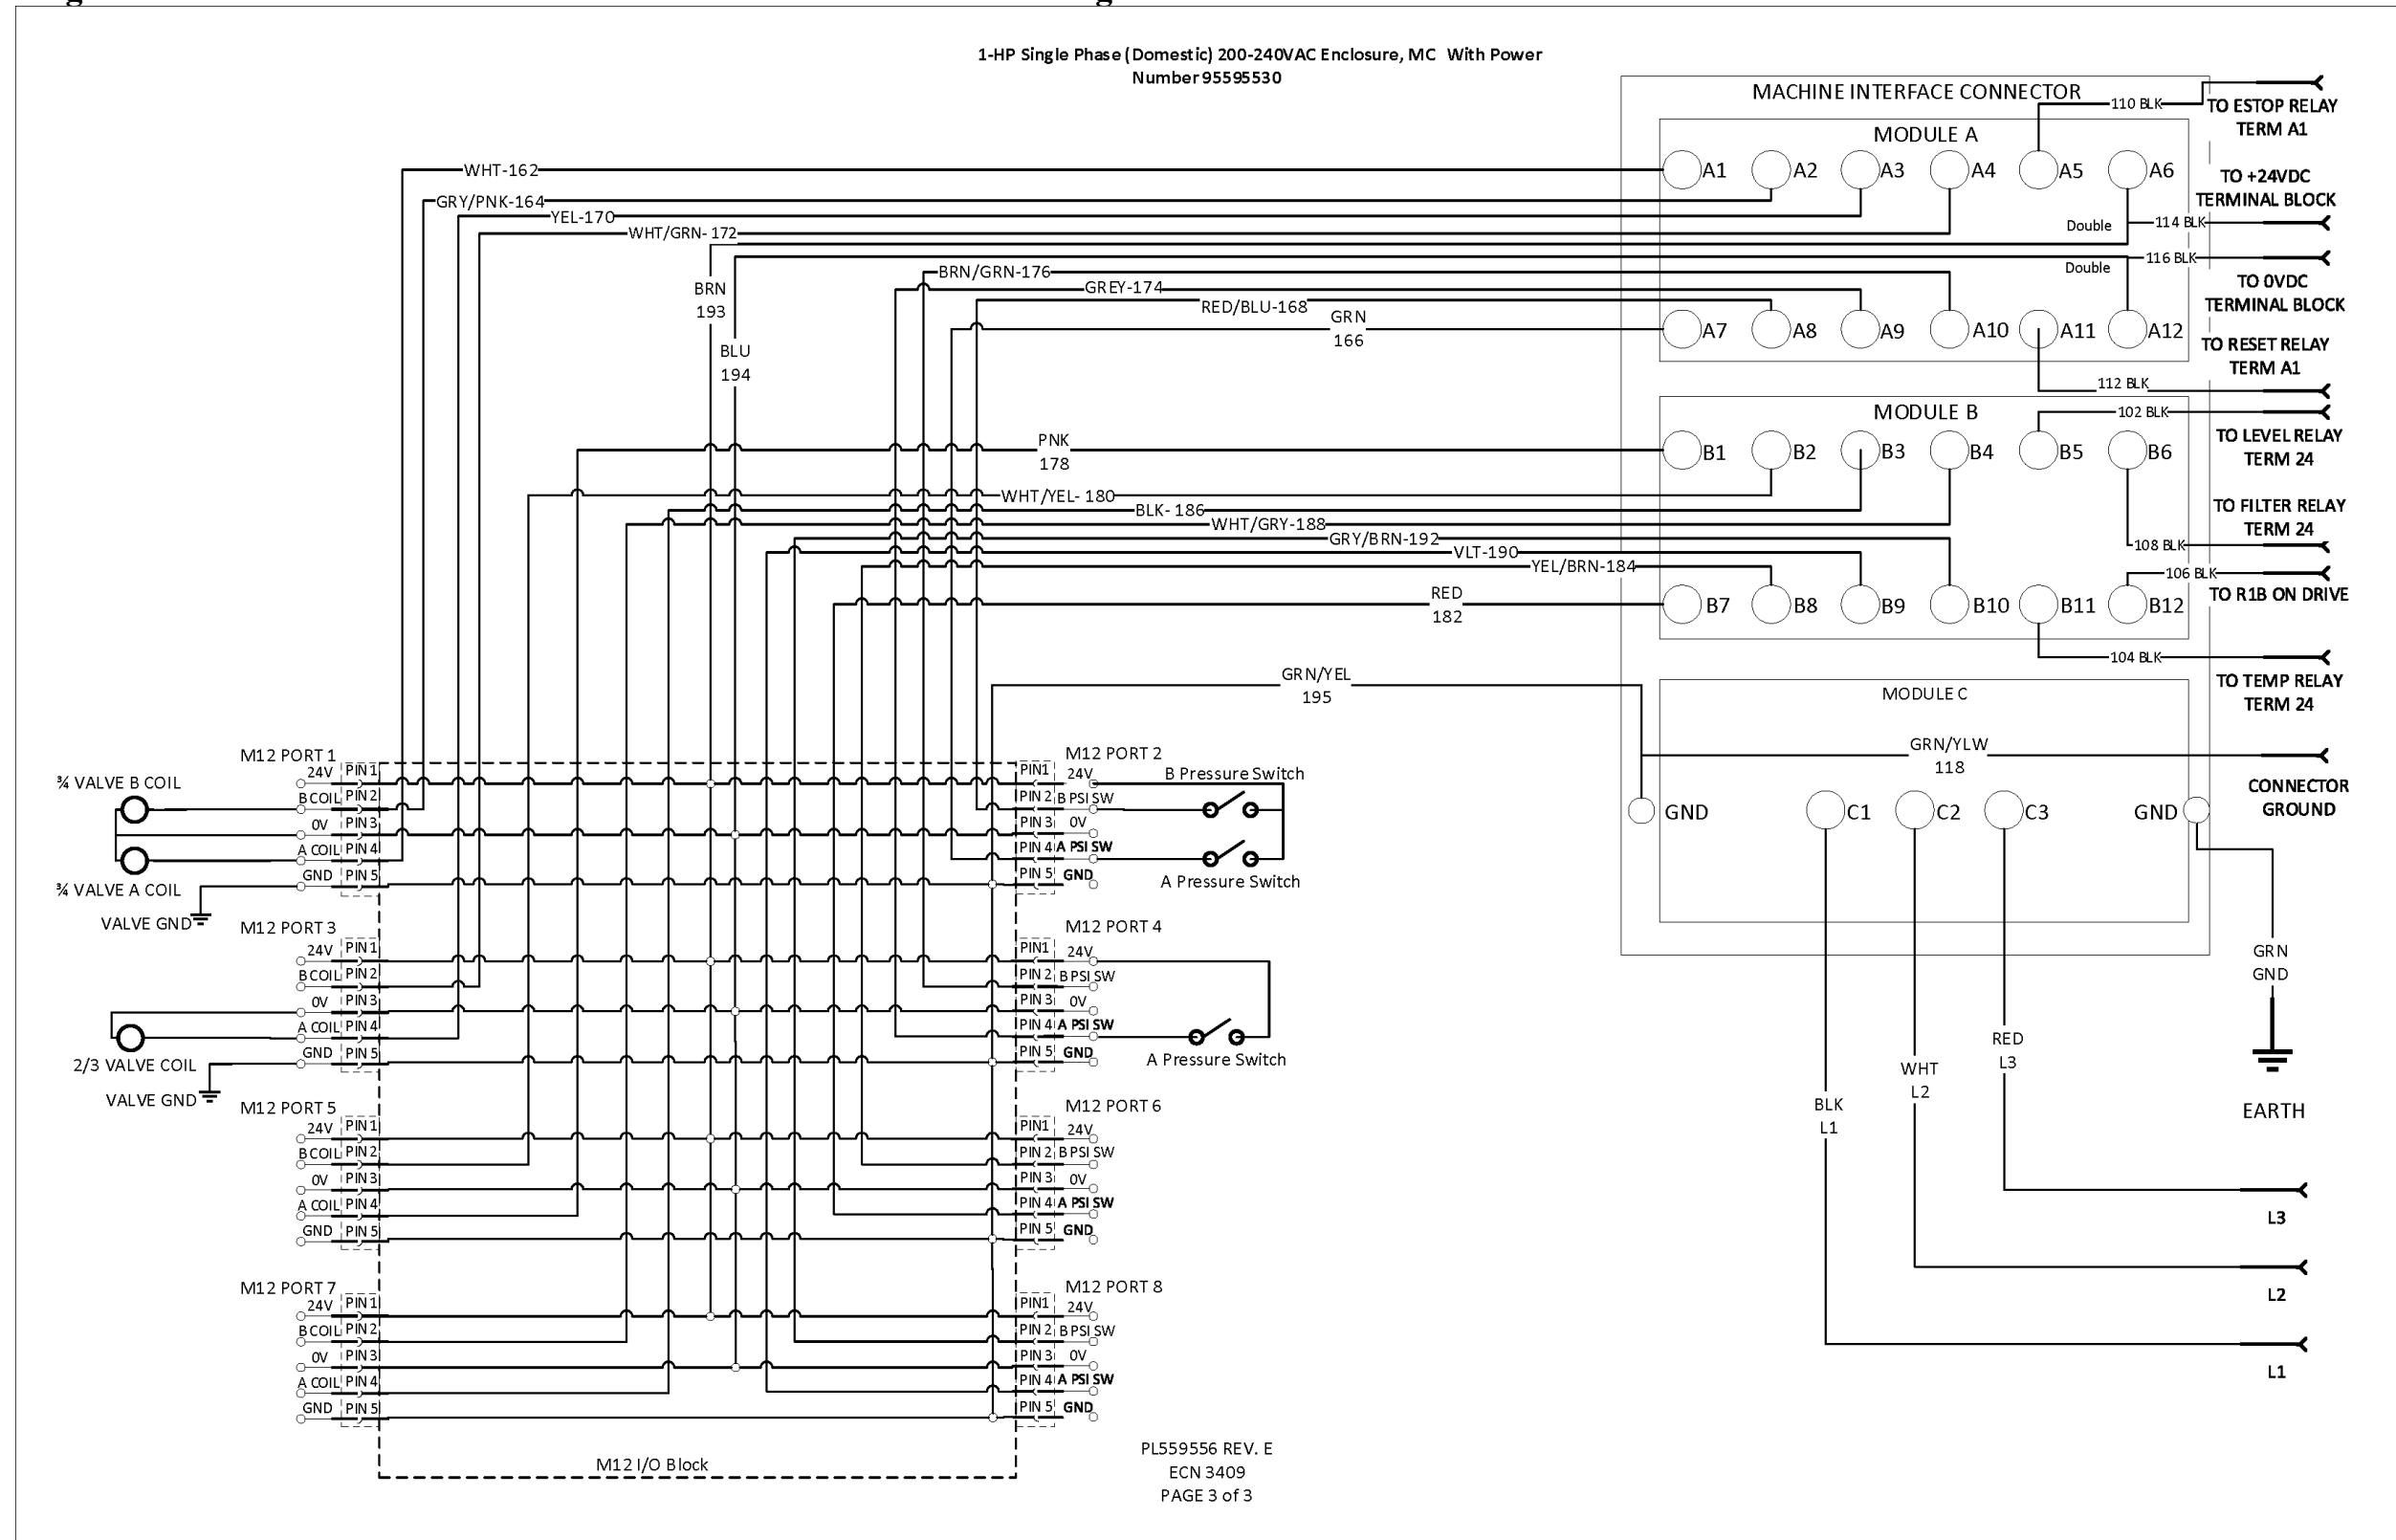 1-HP Single Phase (Domestic) 200-240VAC Enclosure, MC With Power
Number 95595530
MACHINE INTERFACE CONNECTOR
MODULE A
110 BLK
TO ESTOP RELAY
TERM A1
WHT-162
A1
A2
A3
A4
A5
A6
TO +24VDC
TERMINAL BLOCK
GRY/PNK-164
YEL-170
WHT/GRN- 172
Double
114 BLK
116 BLK
Double
BRN/GRN-176
GREY-174
RED/BLU-168
BRN
193
TO 0VDC
TERMINAL BLOCK
GRN
166
A7
A8
A9
A10
A11
A12
BLU
194
TO RESET RELAY
TERM A1
112 BLK
MODULE B
102 BLK
PNK
178
B1
B2
B3
B4
B5
B6
TO LEVEL RELAY
TERM 24
WHT/YEL- 180
BLK- 186
WHT/GRY-188
GRY/BRN-192
VLT-190
YEL/BRN-184
TO FILTER RELAY
TERM 24
108 BLK
106 BLK
TO R1B ON DRIVE
RED
182
B7
B8
B9
B10
B11
B12
104 BLK
GRN/YEL
195
MODULE C
TO TEMP RELAY
TERM 24
GRN/YLW
118
CONNECTOR
GROUND
GND
C1
C2
C3
GND
M12 PORT 1
24V PIN 1
B COIL PIN 2
0V PIN 3
A COIL PIN 4
GND PIN 5
¾ VALVE B COIL
¾ VALVE A COIL
VALVE GND
M12 PORT 2
PIN1 24V
PIN 2 B PSI SW
PIN 3 0V
PIN 4 A PSI SW
PIN 5 GND
B Pressure Switch
A Pressure Switch
M12 PORT 3
24V PIN 1
B COIL PIN 2
0V PIN 3
A COIL PIN 4
GND PIN 5
2/3 VALVE COIL
VALVE GND
M12 PORT 4
PIN1 24V
PIN 2 B PSI SW
PIN 3 0V
PIN 4 A PSI SW
PIN 5 GND
A Pressure Switch
GRN
GND
EARTH
RED
L3
WHT
L2
BLK
L1
M12 PORT 5
24V PIN 1
B COIL PIN 2
0V PIN 3
A COIL PIN 4
GND PIN 5
M12 PORT 6
PIN1 24V
PIN 2 B PSI SW
PIN 3 0V
PIN 4 A PSI SW
PIN 5 GND
L3
L2
L1
M12 PORT 7
24V PIN 1
B COIL PIN 2
0V PIN 3
A COIL PIN 4
GND PIN 5
M12 PORT 8
PIN1 24V
PIN 2 B PSI SW
PIN 3 0V
PIN 4 A PSI SW
PIN 5 GND
M12 I/O Block
PL559556 REV. E
ECN 3409
PAGE 3 of 3